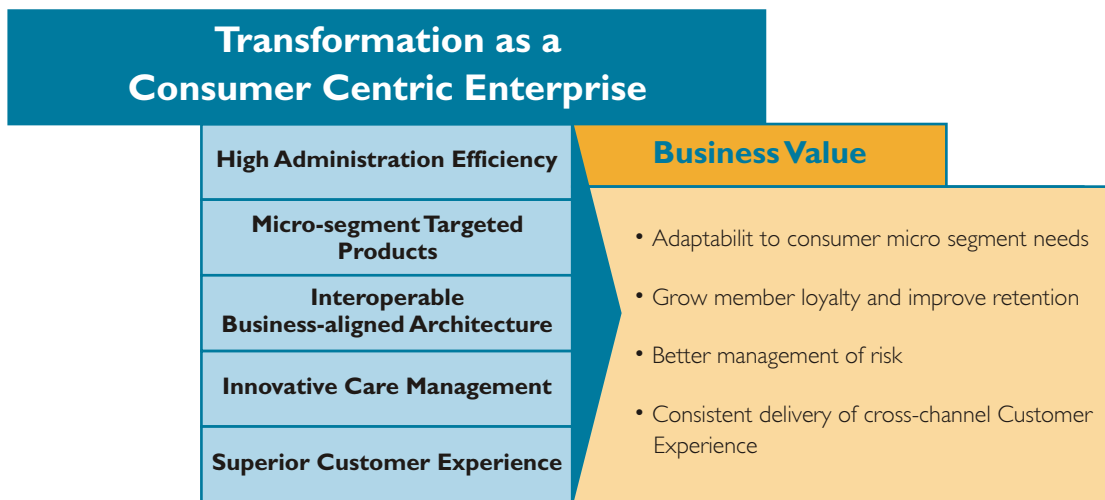 Transformation as a
Consumer Centric Enterprise
High Administration Efficiency
Micro-segment Targeted
Products
Interoperable
Business-aligned Architecture
Innovative Care Management
Superior Customer Experience
Business Value
• Adaptabilit to consumer micro segment needs
• Grow member loyalty and improve retention
• Better management of risk
• Consistent delivery of cross-channel Customer
Experience